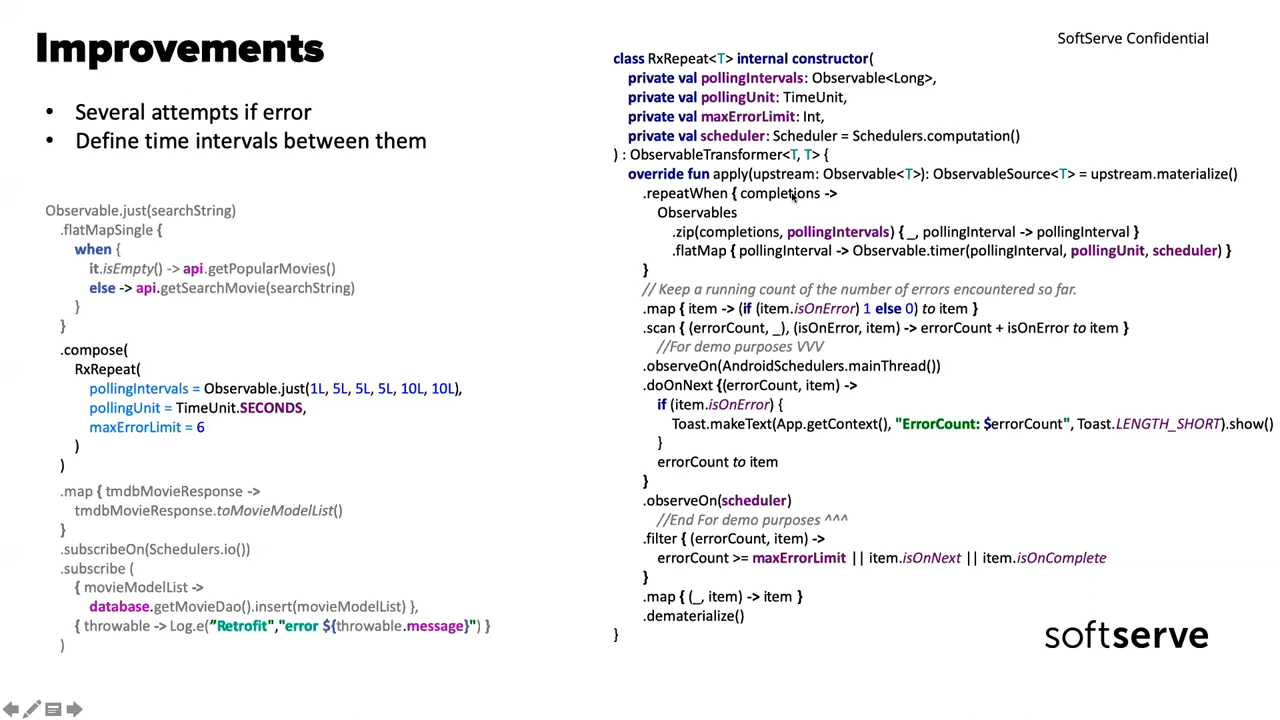 Improvements
SoftServe Confidential
• Several attempts if error
• Define time intervals between them
Observable.just(searchString)
.flatMapSingle {
when {
it.isEmpty() -> api.getPopularMovies()
else -> api.getSearchMovie(searchString)
}
}
.compose(
RxRepeat(
pollingIntervals = Observable.just(1L, 5L, 5L, 5L, 10L, 10L),
pollingUnit = TimeUnit.SECONDS,
maxErrorLimit = 6
)
)
.map { tmdbMovieResponse ->
tmdbMovieResponse.toMovieModelList()
}
.subscribeOn(Schedulers.io())
.subscribe (
{ movieModelList ->
database.getMovieDao().insert(movieModelList) },
{ throwable -> Log.e("Retrofit","error ${throwable.message}") }
)
class RxRepeat<T> internal constructor(
private val pollingIntervals: Observable<Long>,
private val pollingUnit: TimeUnit,
private val maxErrorLimit: Int,
private val scheduler: Scheduler = Schedulers.computation()
) : ObservableTransformer<T, T> {
override fun apply(upstream: Observable<T>): ObservableSource<T> = upstream.materialize()
.repeatWhen { completions ->
Observables
.zip(completions, pollingIntervals) { _, pollingInterval -> pollingInterval }
.flatMap { pollingInterval -> Observable.timer(pollingInterval, pollingUnit, scheduler) }
}
// Keep a running count of the number of errors encountered so far.
.map { item -> (if (item.isOnError) 1 else 0) to item }
.scan { (errorCount, _), (isOnError, item) -> errorCount + isOnError to item }
//For demo purposes VVV
.observeOn(AndroidSchedulers.mainThread())
.doOnNext {(errorCount, item) ->
if (item.isOnError) {
Toast.makeText(App.getContext(), "ErrorCount: $errorCount", Toast.LENGTH_SHORT).show()
}
errorCount to item
}
.observeOn(scheduler)
//End For demo purposes ^^^
.filter { (errorCount, item) ->
errorCount >= maxErrorLimit || item.isOnNext || item.isOnComplete
}
.map { (_, item) -> item }
.dematerialize()
}
softserve